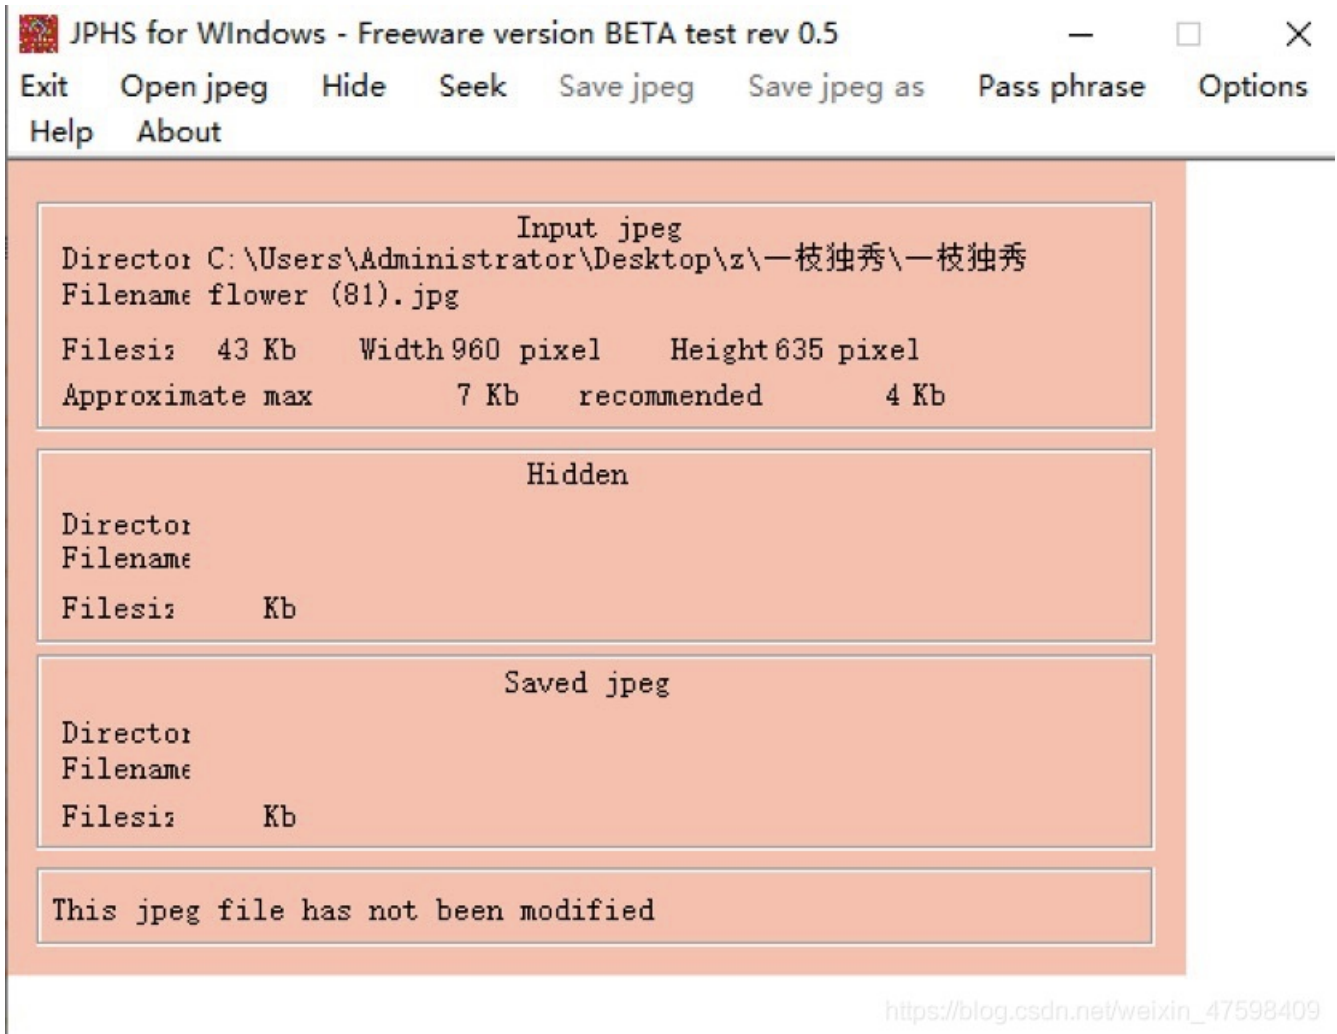 JPHS for WIndows - Freeware version BETA test rev 0.5
Exit Open jpeg Hide Seek Save jpeg Save jpeg as Pass phrase Options
Help About
Input jpeg
Director C:\Users\Administrator\Desktop\z\一枝独秀\一枝独秀
Filename flower (81).jpg
Filesiz 43 Kb Width 960 pixel Height 635 pixel
Approximate max 7 Kb recommended 4 Kb
Hidden
Director
Filename
Filesiz Kb
Saved jpeg
Director
Filename
Filesiz Kb
This jpeg file has not been modified
https://blog.csdn.net/weixin_47598409